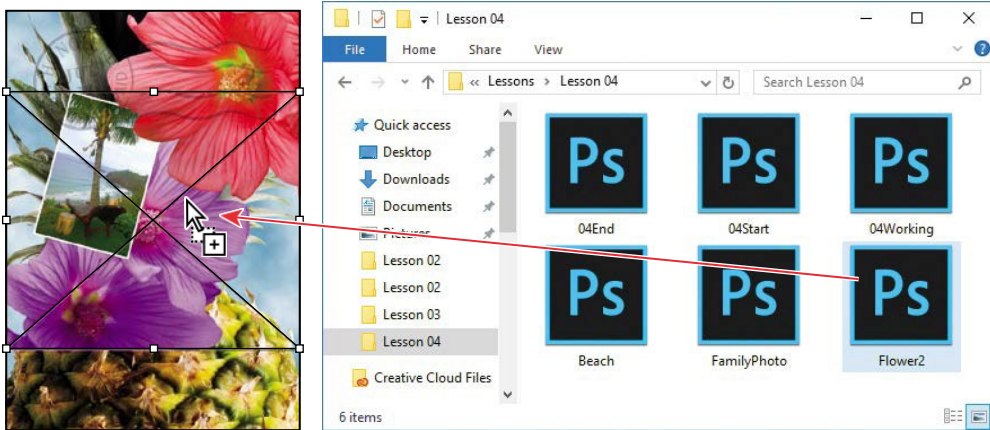 Lesson 04
File Home Share View
« Lessons > Lesson 04
Search Lesson 04
Quick access
Desktop
Downloads
Documents
Pictures
Lesson 02
Lesson 02
Lesson 03
Lesson 04
Creative Cloud Files
Ps Ps Ps
04End 04Start 04Working
Ps Ps Ps
Beach FamilyPhoto Flower2
6 items